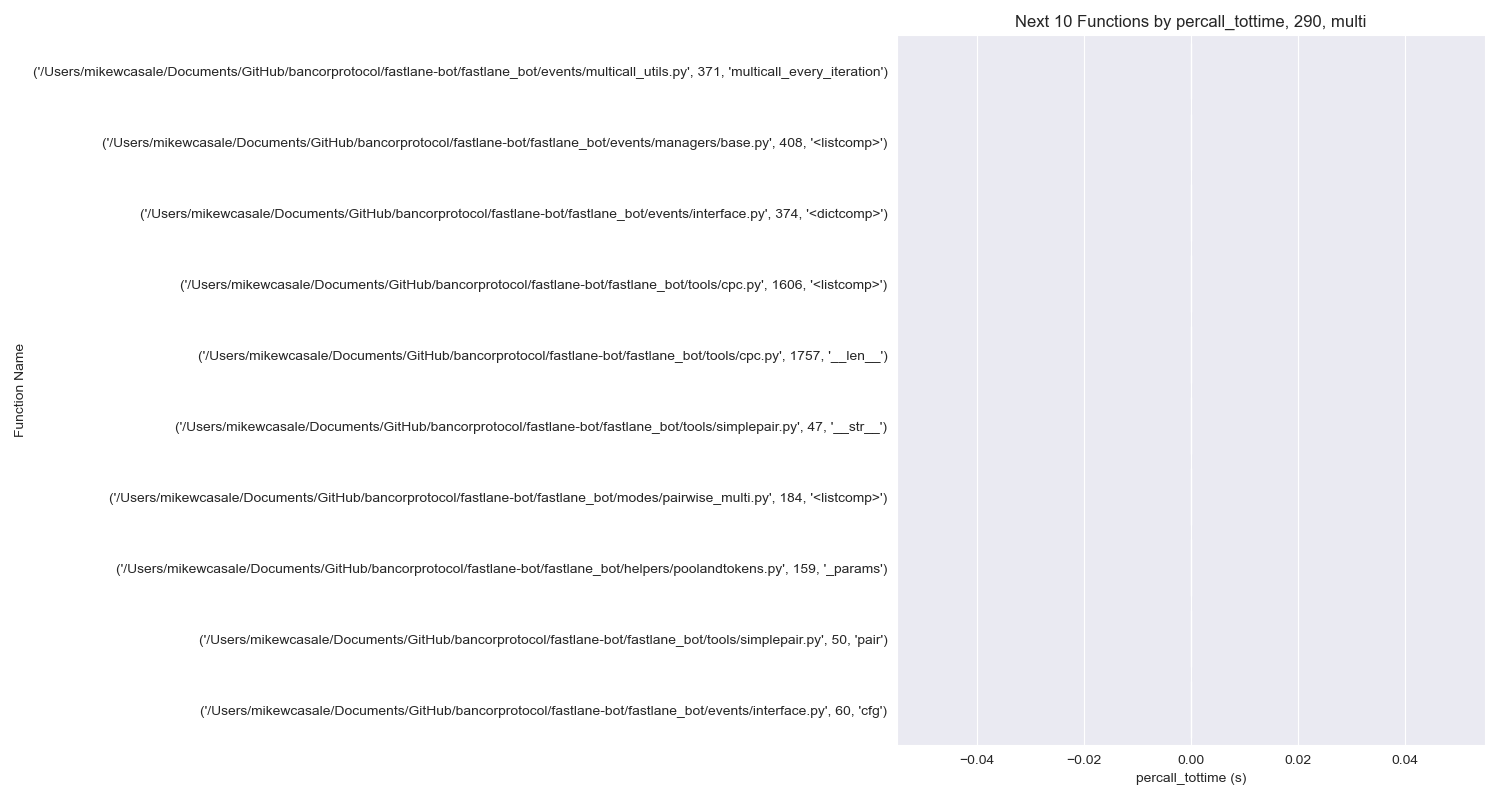 Next 10 Functions by percall_tottime, 290, multi
('/Users/mikewcasale/Documents/GitHub/bancorprotocol/fastlane-bot/fastlane_bot/events/multicall_utils.py', 371, 'multicall_every_iteration')
('/Users/mikewcasale/Documents/GitHub/bancorprotocol/fastlane-bot/fastlane_bot/events/managers/base.py', 408, '<listcomp>')
('/Users/mikewcasale/Documents/GitHub/bancorprotocol/fastlane-bot/fastlane_bot/events/interface.py', 374, '<dictcomp>')
('/Users/mikewcasale/Documents/GitHub/bancorprotocol/fastlane-bot/fastlane_bot/tools/cpc.py', 1606, '<listcomp>')
('/Users/mikewcasale/Documents/GitHub/bancorprotocol/fastlane-bot/fastlane_bot/tools/cpc.py', 1757, '__len__')
('/Users/mikewcasale/Documents/GitHub/bancorprotocol/fastlane-bot/fastlane_bot/tools/simplepair.py', 47, '__str__')
('/Users/mikewcasale/Documents/GitHub/bancorprotocol/fastlane-bot/fastlane_bot/modes/pairwise_multi.py', 184, '<listcomp>')
('/Users/mikewcasale/Documents/GitHub/bancorprotocol/fastlane-bot/fastlane_bot/helpers/poolandtokens.py', 159, '_params')
('/Users/mikewcasale/Documents/GitHub/bancorprotocol/fastlane-bot/fastlane_bot/tools/simplepair.py', 50, 'pair')
('/Users/mikewcasale/Documents/GitHub/bancorprotocol/fastlane-bot/fastlane_bot/events/interface.py', 60, 'cfg')
Function Name
−0.04 −0.02 0.00 0.02 0.04
percall_tottime (s)